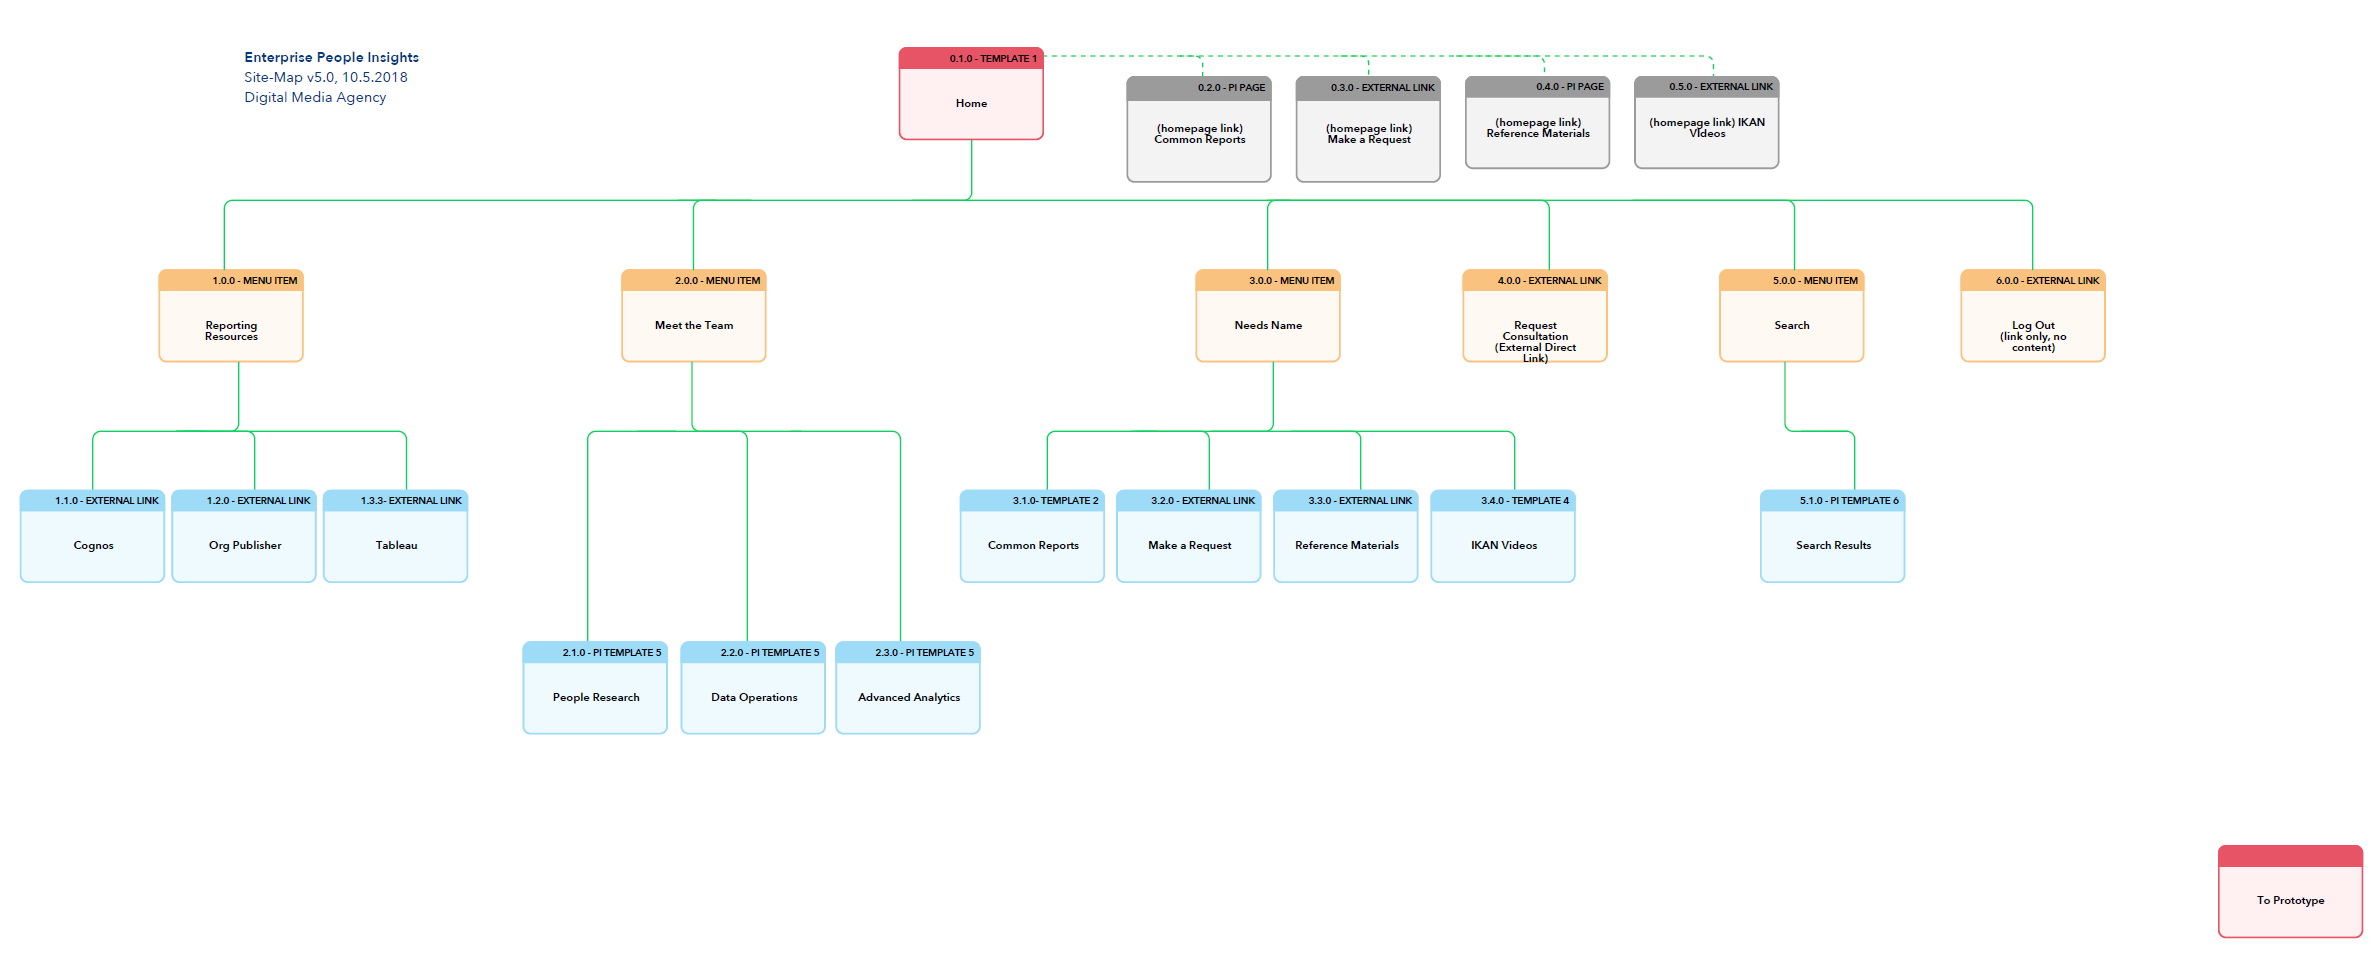 Enterprise People Insights
Site-Map v5.0, 10.5.2018
Digital Media Agency
0.1.0 - TEMPLATE 1
Home
0.2.0 - PI PAGE
(homepage link)
Common Reports
0.3.0 - EXTERNAL LINK
(homepage link)
Make a Request
0.4.0 - PI PAGE
(homepage link)
Reference Materials
0.5.0 - EXTERNAL LINK
(homepage link) IKAN
VIdeos
1.0.0 - MENU ITEM
Reporting
Resources
2.0.0 - MENU ITEM
Meet the Team
3.0.0 - MENU ITEM
Needs Name
4.0.0 - EXTERNAL LINK
Request
Consultation
(External Direct
Link)
5.0.0 - MENU ITEM
Search
6.0.0 - EXTERNAL LINK
Log Out
(link only, no
content)
1.1.0 - EXTERNAL LINK
Cognos
1.2.0 - EXTERNAL LINK
Org Publisher
1.3.3- EXTERNAL LINK
Tableau
3.1.0- TEMPLATE 2
Common Reports
3.2.0 - EXTERNAL LINK
Make a Request
3.3.0 - EXTERNAL LINK
Reference Materials
3.4.0 - TEMPLATE 4
IKAN Videos
5.1.0 - PI TEMPLATE 6
Search Results
2.1.0 - PI TEMPLATE 5
People Research
2.2.0 - PI TEMPLATE 5
Data Operations
2.3.0 - PI TEMPLATE 5
Advanced Analytics
To Prototype